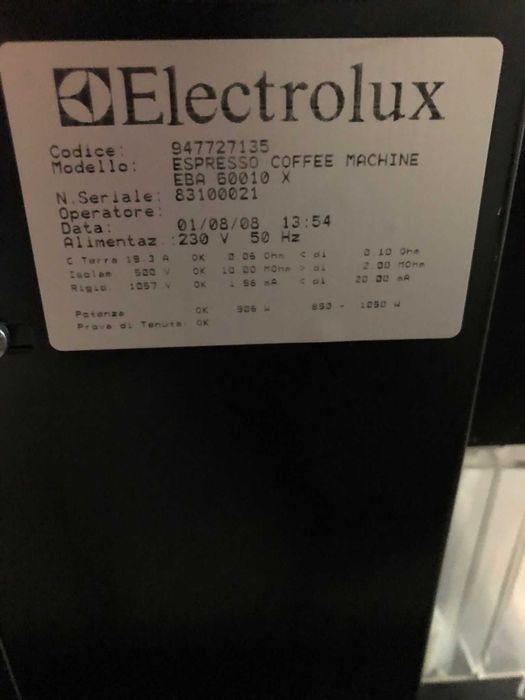 Electrolux
Codice: 947727135
Modello: ESPRESSO COFFEE MACHINE
EBA 60010 X
N.Seriale: 83100021
Operatore:
Data: 01/08/08 13:54
Alimentaz.:230 V 50 Hz
C Terra 19.3 A OK 0.06 Ohm < di 0.10 Ohm
Isolam 500 V OK 10.00 MOhm > di 2.00 MOhm
Rigid. 1057 V OK 1.56 mA < di 20.00 mA
Potenza OK 906 W 890 - 1090 W
Prova di Tenuta: OK